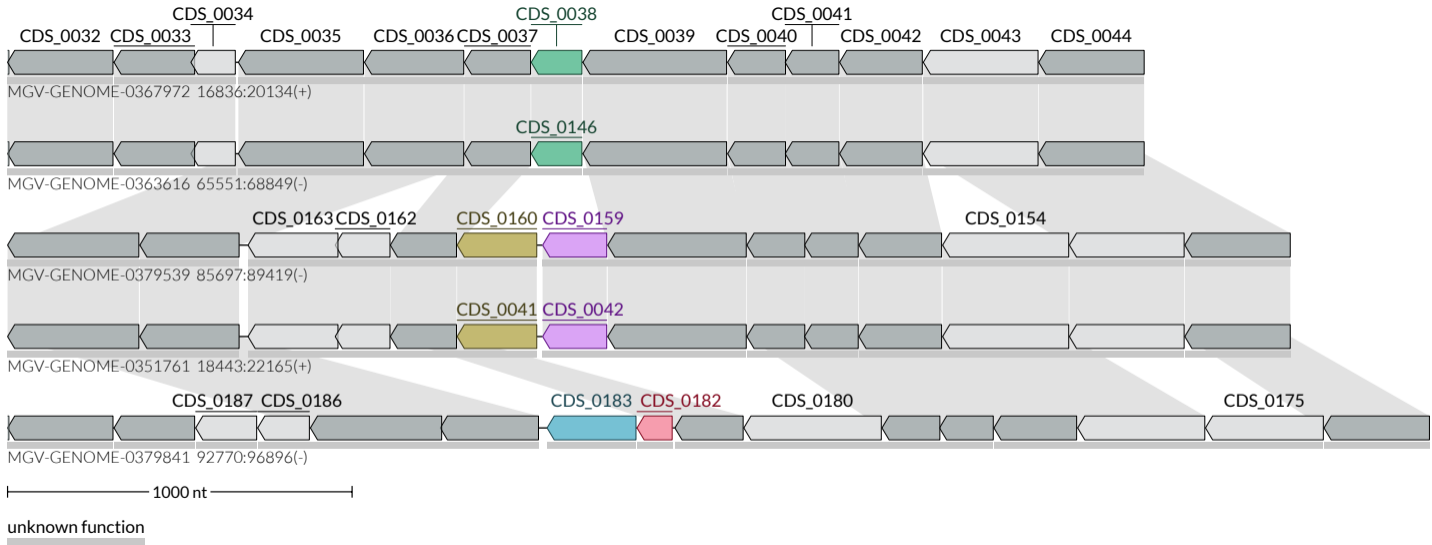 CDS_0034 CDS_0038 CDS_0041
CDS_0032 CDS_0033 CDS_0035 CDS_0036 CDS_0037 CDS_0039 CDS_0040 CDS_0042 CDS_0043 CDS_0044
MGV-GENOME-0367972 16836:20134(+)
CDS_0146
MGV-GENOME-0363616 65551:68849(-)
CDS_0163 CDS_0162 CDS_0160 CDS_0159 CDS_0154
MGV-GENOME-0379539 85697:89419(-)
CDS_0041 CDS_0042
MGV-GENOME-0351761 18443:22165(+)
CDS_0187 CDS_0186 CDS_0183 CDS_0182 CDS_0180 CDS_0175
MGV-GENOME-0379841 92770:96896(-)
1000 nt
unknown function